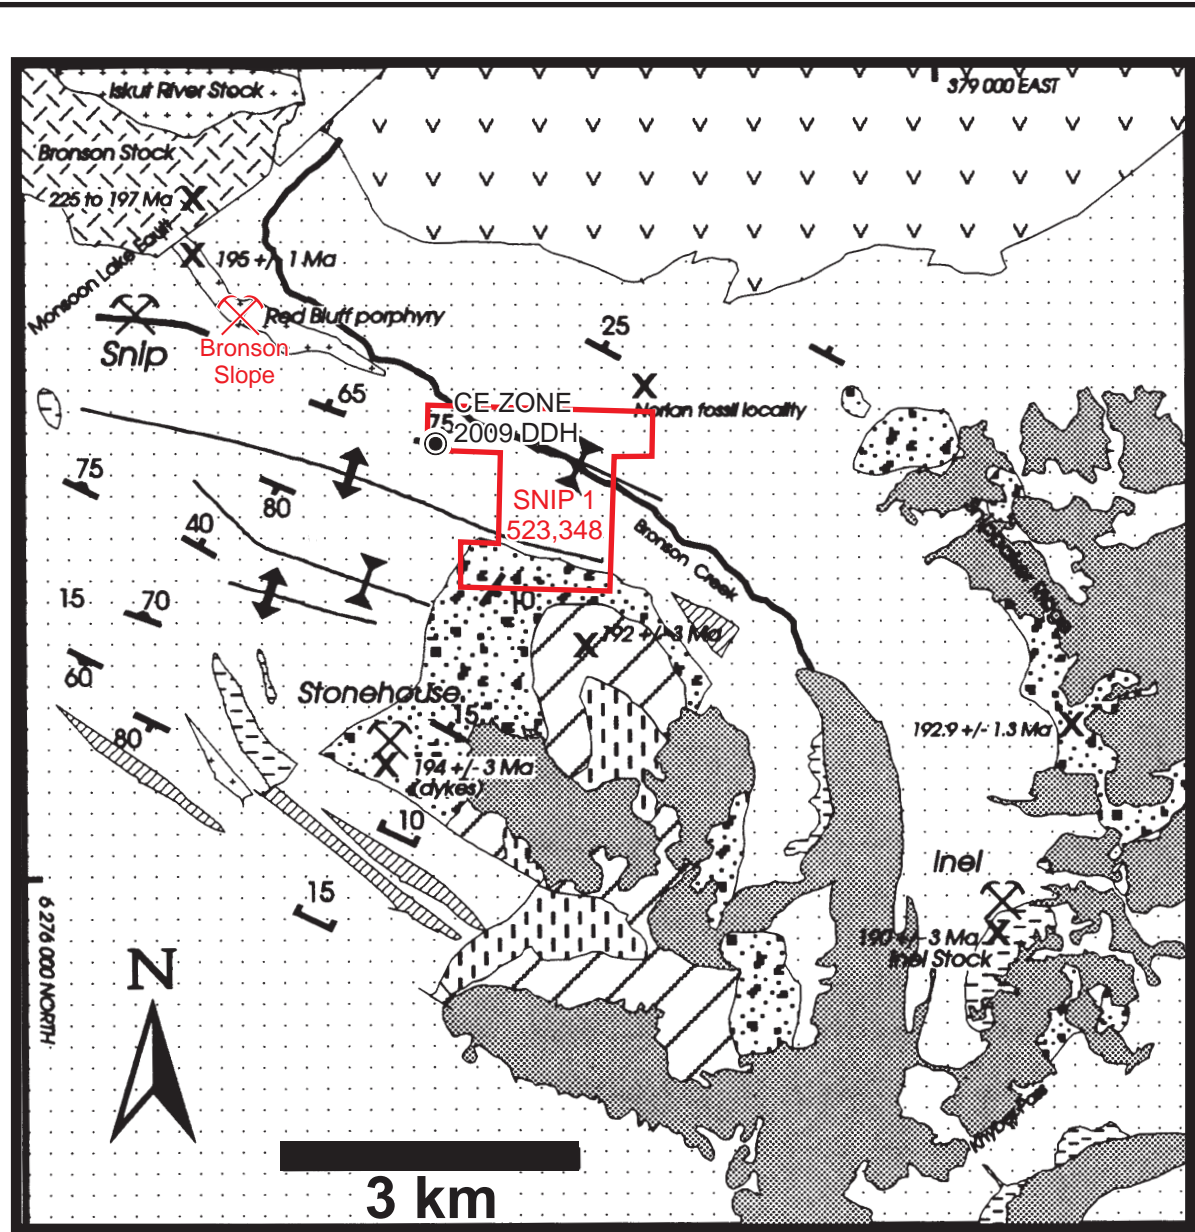 Iskut River Stock
379 000 EAST
Bronson Stock
225 to 197 Ma
Monsoon Lake Fault
195 +/- 1 Ma
Red Bluff porphyry
Snip
Bronson
Slope
25
65
Norian fossil locality
CE ZONE
75
2009 DDH
75
80
SNIP 1
523,348
40
Bronson Creek
15
70
10
192 +/- 3 Ma
60
Stonehouse
15
80
192.9 +/- 1.3 Ma
194 +/- 3 Ma
(dykes)
10
Inel
15
190 +/- 3 Ma
Inel Stock
6 276 000 NORTH
N
Khyber Pass
3 km